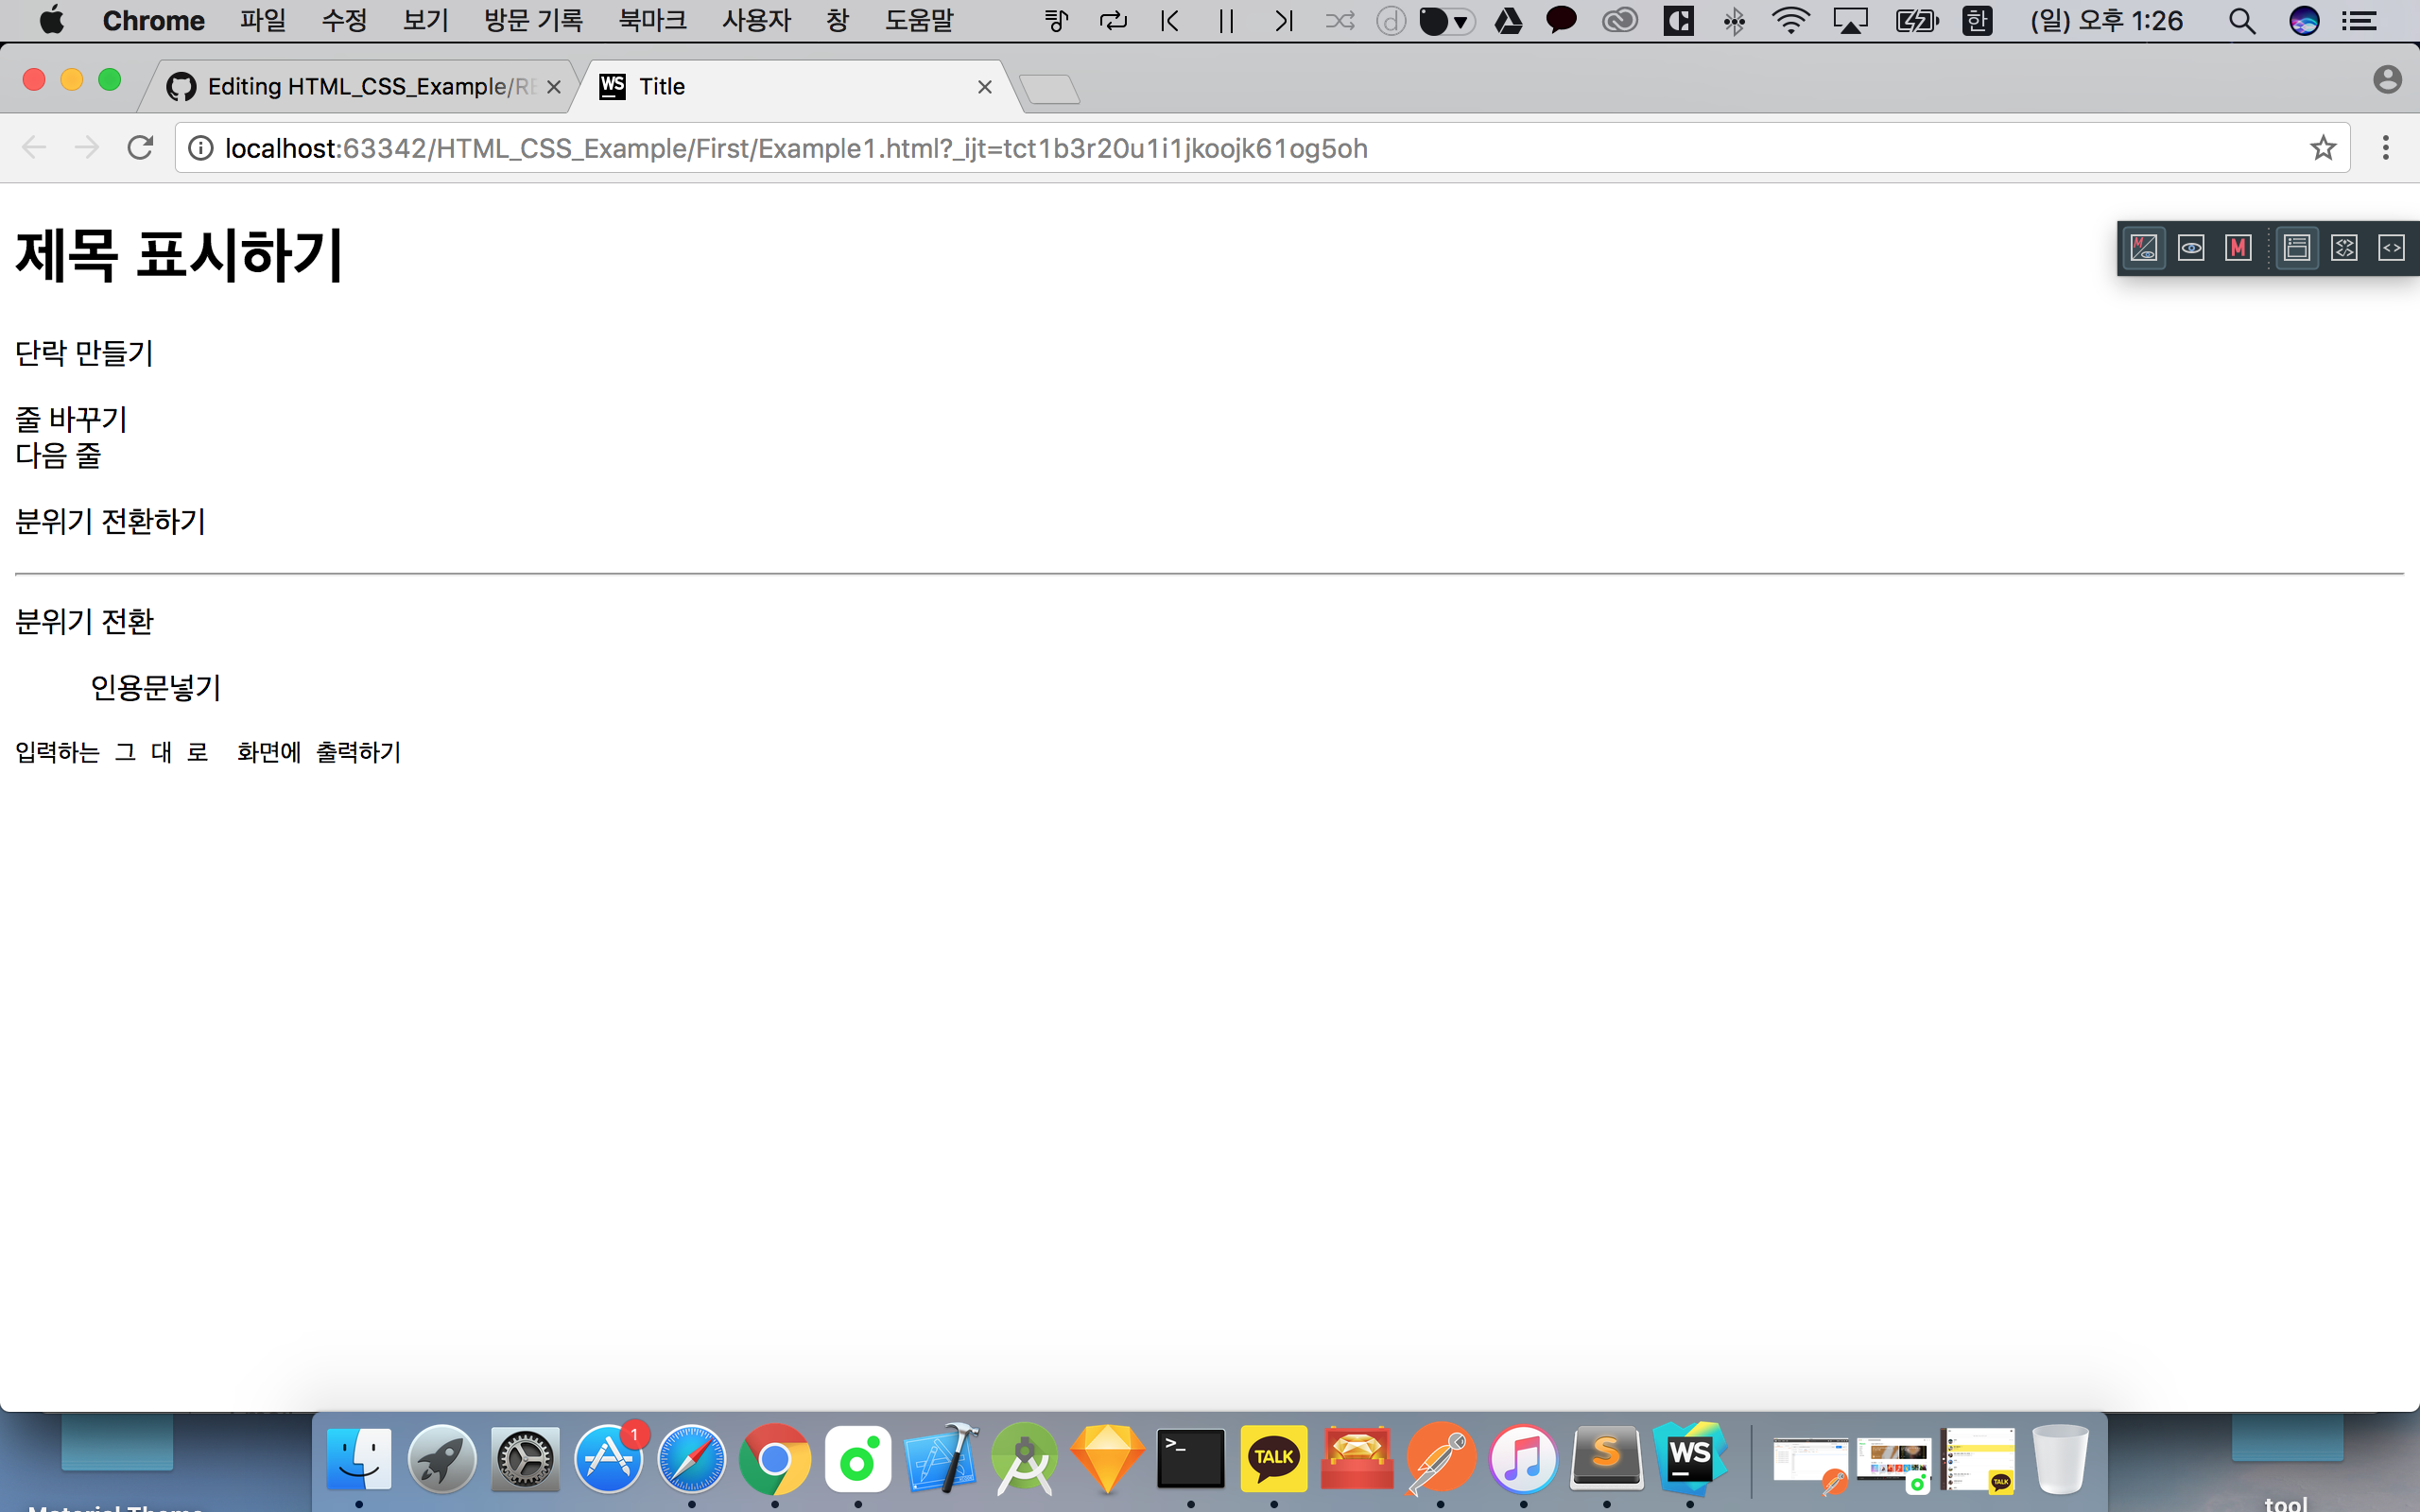 Chrome 파일 수정 보기 방문 기록 북마크 사용자 창 도움말 한 (일) 오후 1:26
Editing HTML_CSS_Example/RE WS Title
localhost:63342/HTML_CSS_Example/First/Example1.html?_ijt=tct1b3r20u1i1jkoojk61og5oh
제목 표시하기
단락 만들기
줄 바꾸기
다음 줄
분위기 전환하기
분위기 전환
인용문넣기
입력하는 그 대 로  화면에 출력하기
1
TALK
S
WS
TALK
Material Theme
tool